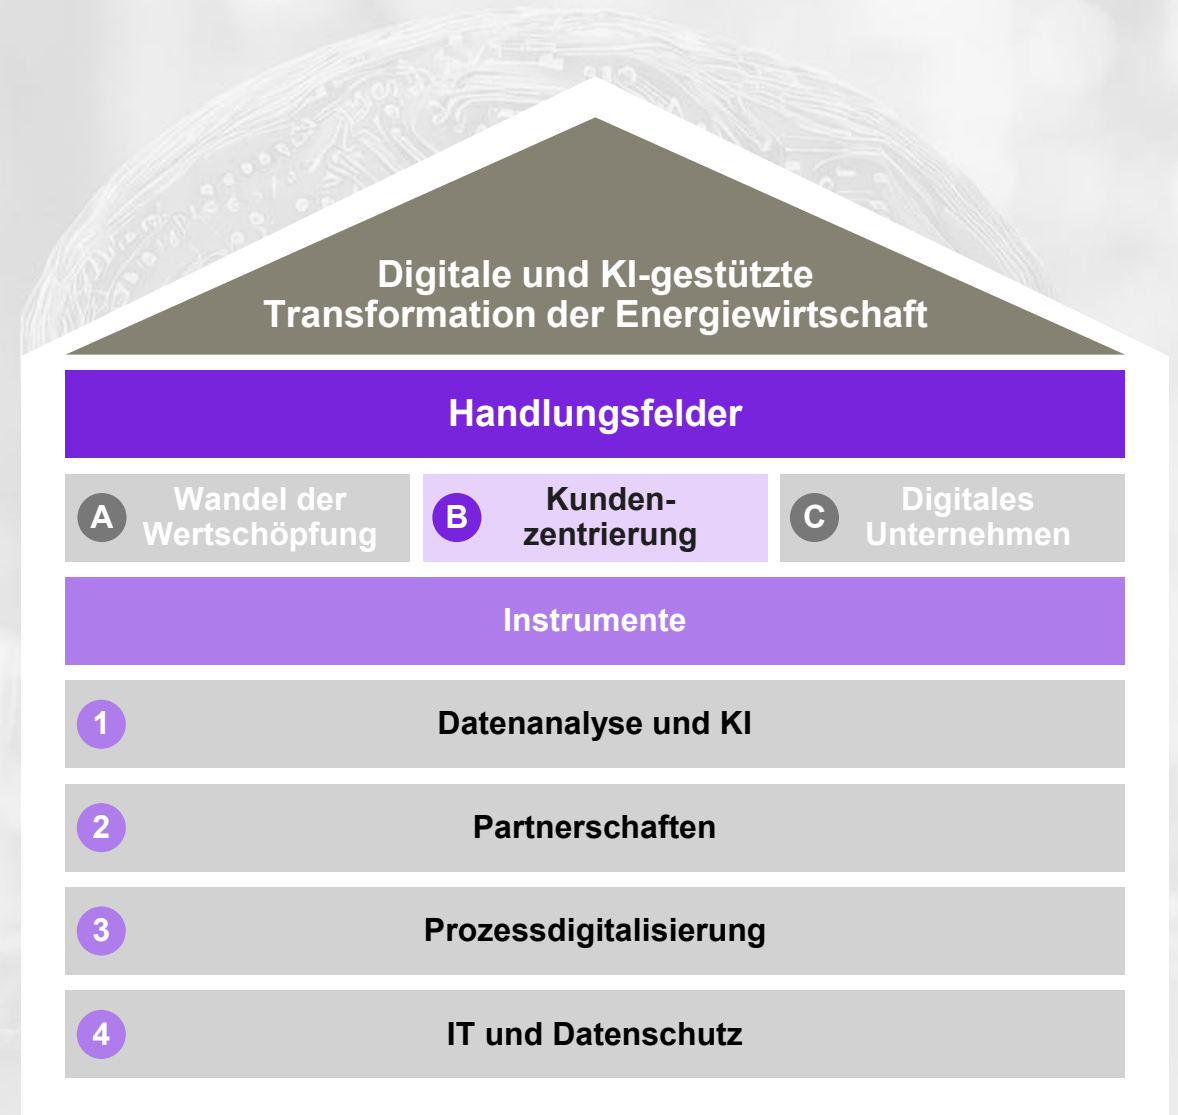 Digitale und KI-gestützte
Transformation der Energiewirtschaft
Handlungsfelder
A
Wandel der
Wertschöpfung
B
Kunden-
zentrierung
C
Digitales
Unternehmen
Instrumente
1
Datenanalyse und KI
2
Partnerschaften
3
Prozessdigitalisierung
4
IT und Datenschutz